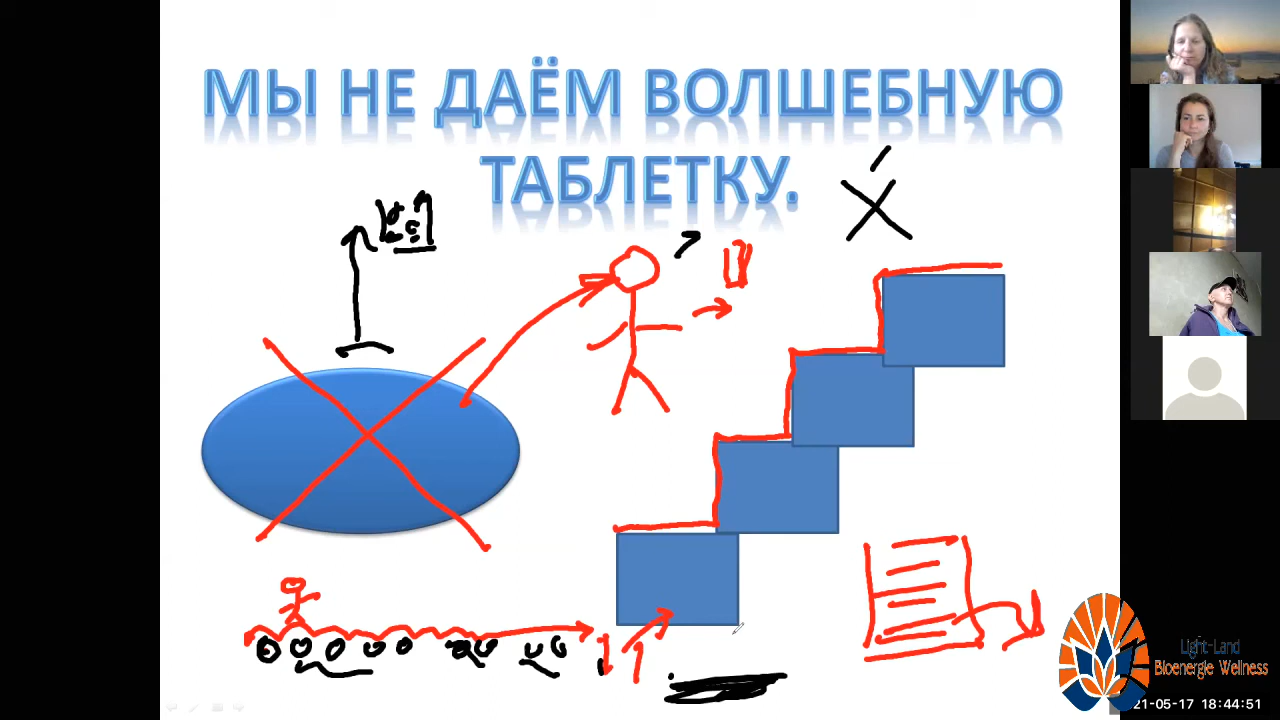 МЫ НЕ ДАЁМ ВОЛШЕБНУЮ
ТАБЛЕТКУ.
Light-Land
Bioenergie Wellness
21-05-17 18:44:51